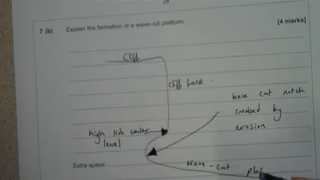 28
7 (b) Explain the formation of a wave-cut platform. [4 marks]
Cliff
Cliff face.
wave cut notch
created by
erosion
high tide water
level
Extra space
wave-cut